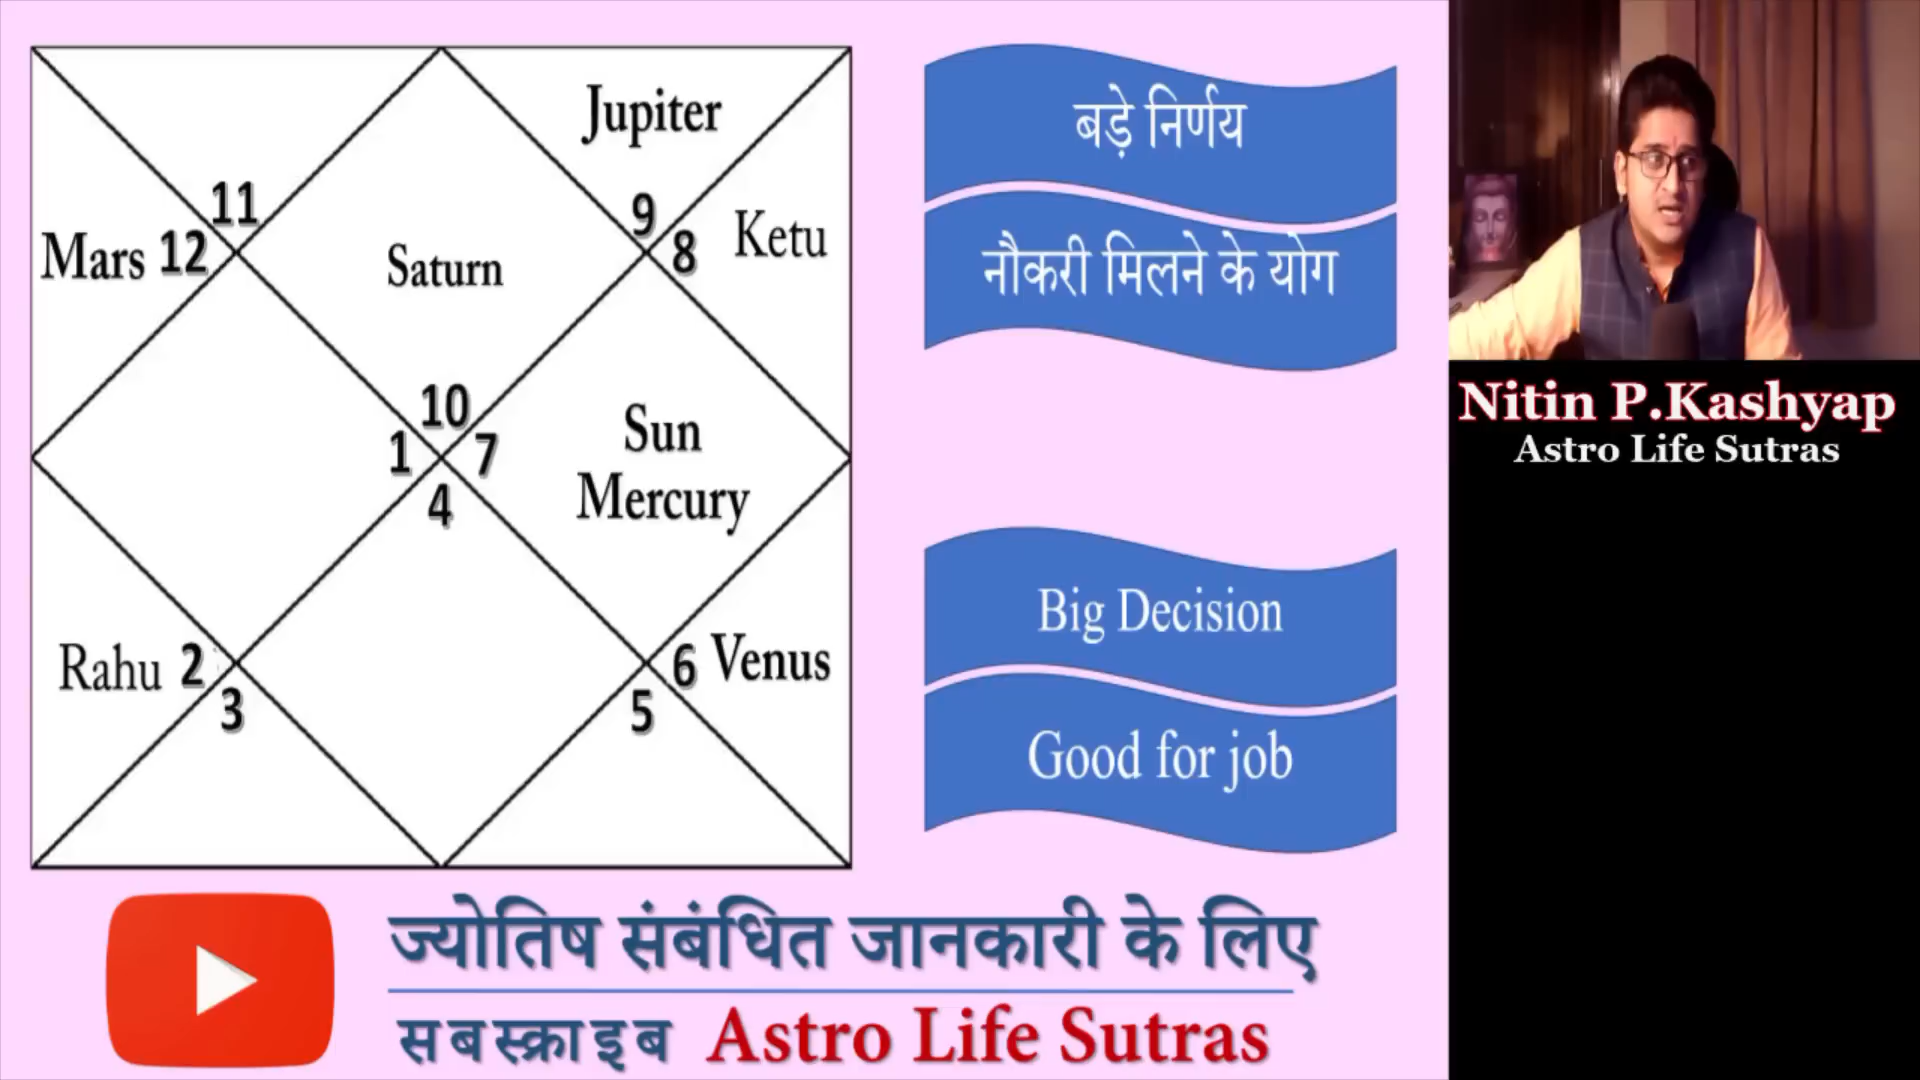 Jupiter
11
9
Mars 12
8 Ketu
Saturn
10
1
7
4
Sun
Mercury
Rahu 2
3
6 Venus
5
बड़े निर्णय
नौकरी मिलने के योग
Big Decision
Good for job
Nitin P.Kashyap
Astro Life Sutras
ज्योतिष संबंधित जानकारी के लिए
सबस्क्राइब Astro Life Sutras